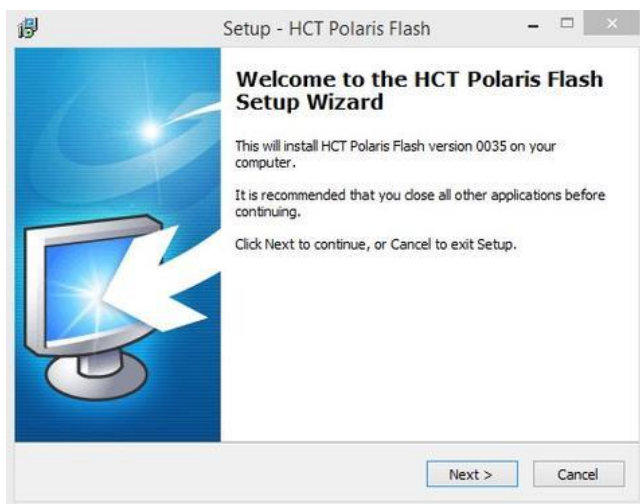 Setup - HCT Polaris Flash
Welcome to the HCT Polaris Flash
Setup Wizard
This will install HCT Polaris Flash version 0035 on your
computer.
It is recommended that you close all other applications before
continuing.
Click Next to continue, or Cancel to exit Setup.
Next >
Cancel